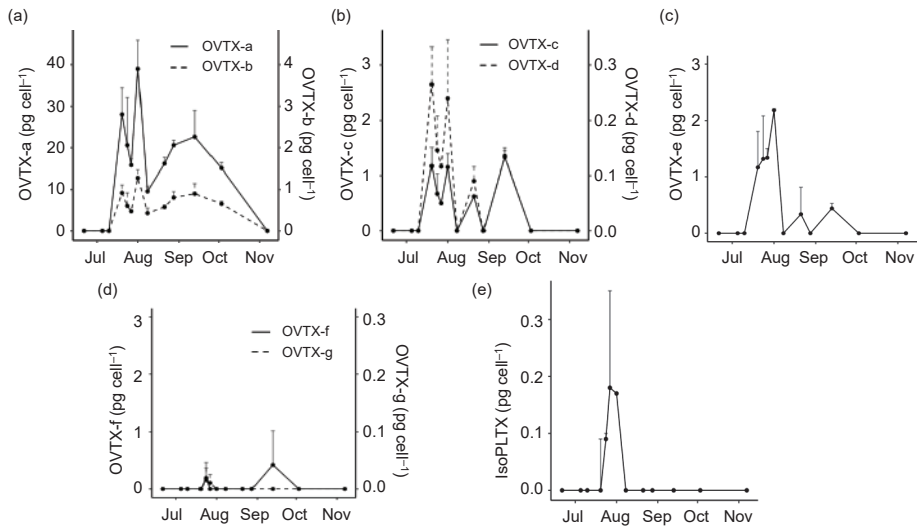 (a)
OVTX-a
OVTX-b
OVTX-a (pg cell⁻¹)
40
30
20
10
0
OVTX-b (pg cell⁻¹)
4
3
2
1
0
Jul Aug Sep Oct Nov
(b)
OVTX-c
OVTX-d
OVTX-c (pg cell⁻¹)
3
2
1
0
OVTX-d (pg cell⁻¹)
0.3
0.2
0.1
0.0
Jul Aug Sep Oct Nov
(c)
OVTX-e (pg cell⁻¹)
3
2
1
0
Jul Aug Sep Oct Nov
(d)
OVTX-f
OVTX-g
OVTX-f (pg cell⁻¹)
3
2
1
0
OVTX-g (pg cell⁻¹)
0.3
0.2
0.1
0.0
Jul Aug Sep Oct Nov
(e)
IsoPLTX (pg cell⁻¹)
0.3
0.2
0.1
0.0
Jul Aug Sep Oct Nov